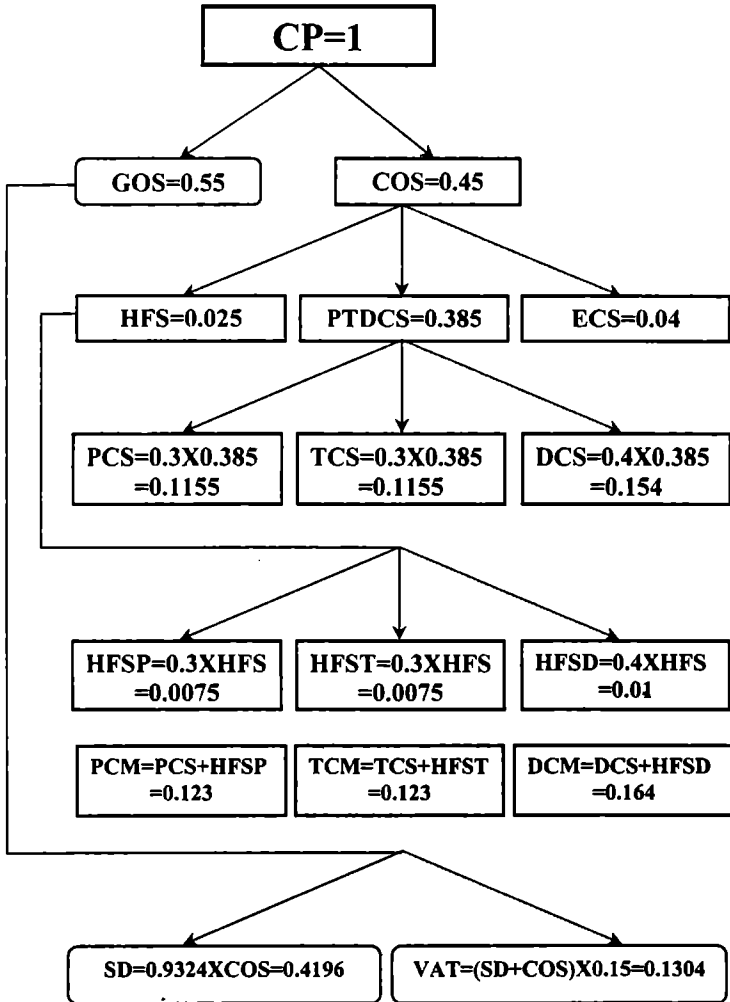 CP=1
GOS=0.55
COS=0.45
HFS=0.025
PTDCS=0.385
ECS=0.04
PCS=0.3X0.385
=0.1155
TCS=0.3X0.385
=0.1155
DCS=0.4X0.385
=0.154
HFSP=0.3XHFS
=0.0075
HFST=0.3XHFS
=0.0075
HFSD=0.4XHFS
=0.01
PCM=PCS+HFSP
=0.123
TCM=TCS+HFST
=0.123
DCM=DCS+HFSD
=0.164
SD=0.9324XCOS=0.4196
VAT=(SD+COS)X0.15=0.1304